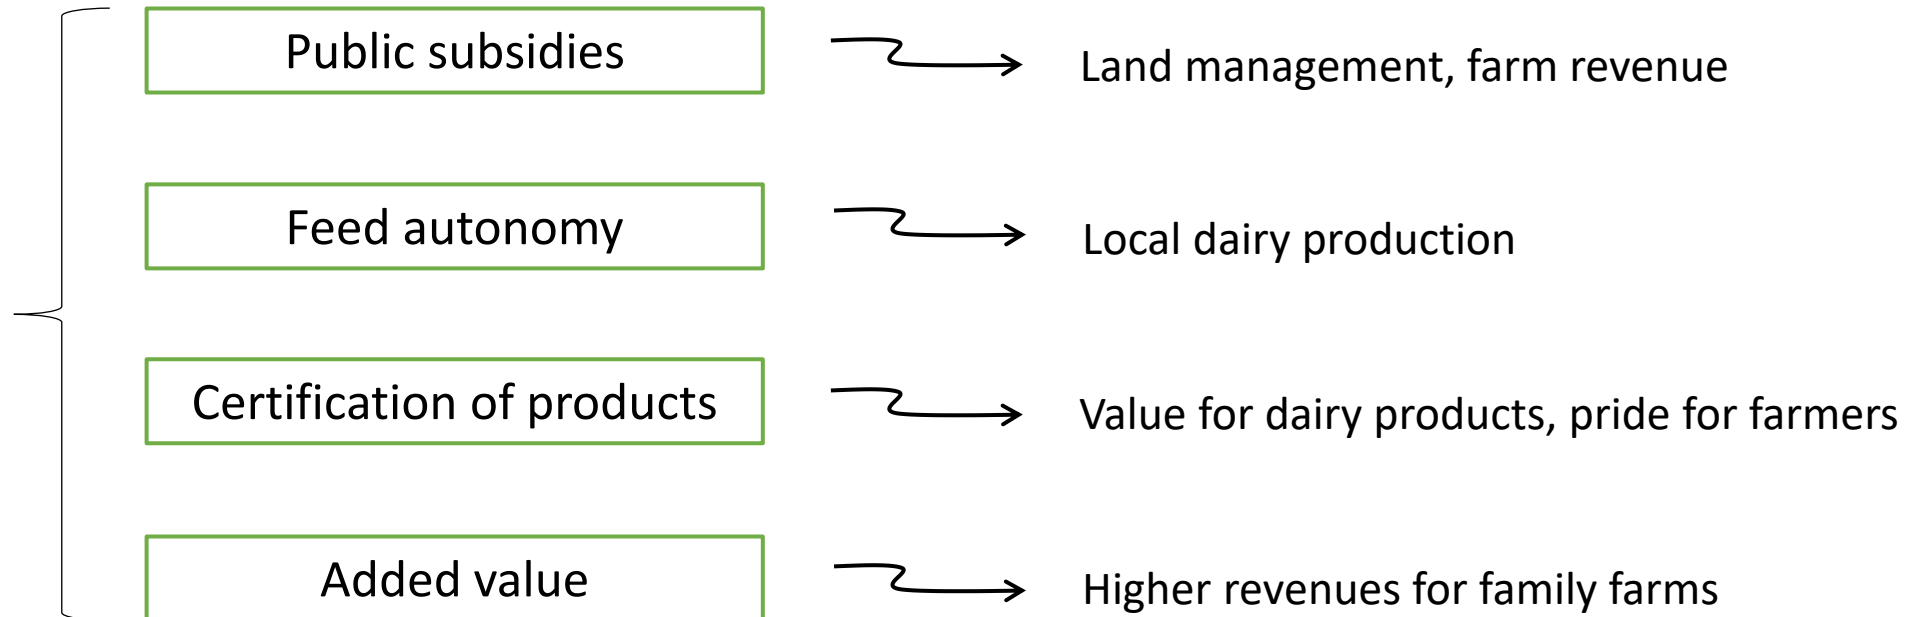 Public subsidies
Land management, farm revenue
Feed autonomy
Local dairy production
Certification of products
Value for dairy products, pride for farmers
Added value
Higher revenues for family farms